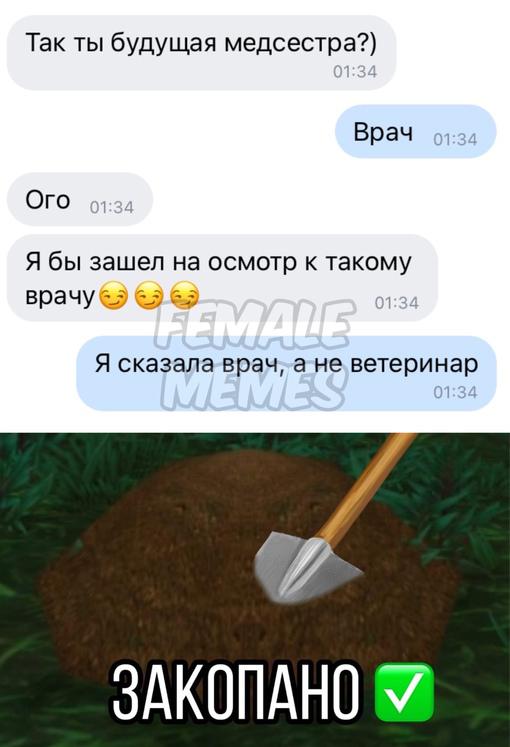 Так ты будущая медсестра?)
01:34
Врач 01:34
Ого 01:34
Я бы зашел на осмотр к такому
врачу😏😏😏 01:34
FEMALE
MEMES
Я сказала врач, а не ветеринар
01:34
ЗАКОПАНО ✅